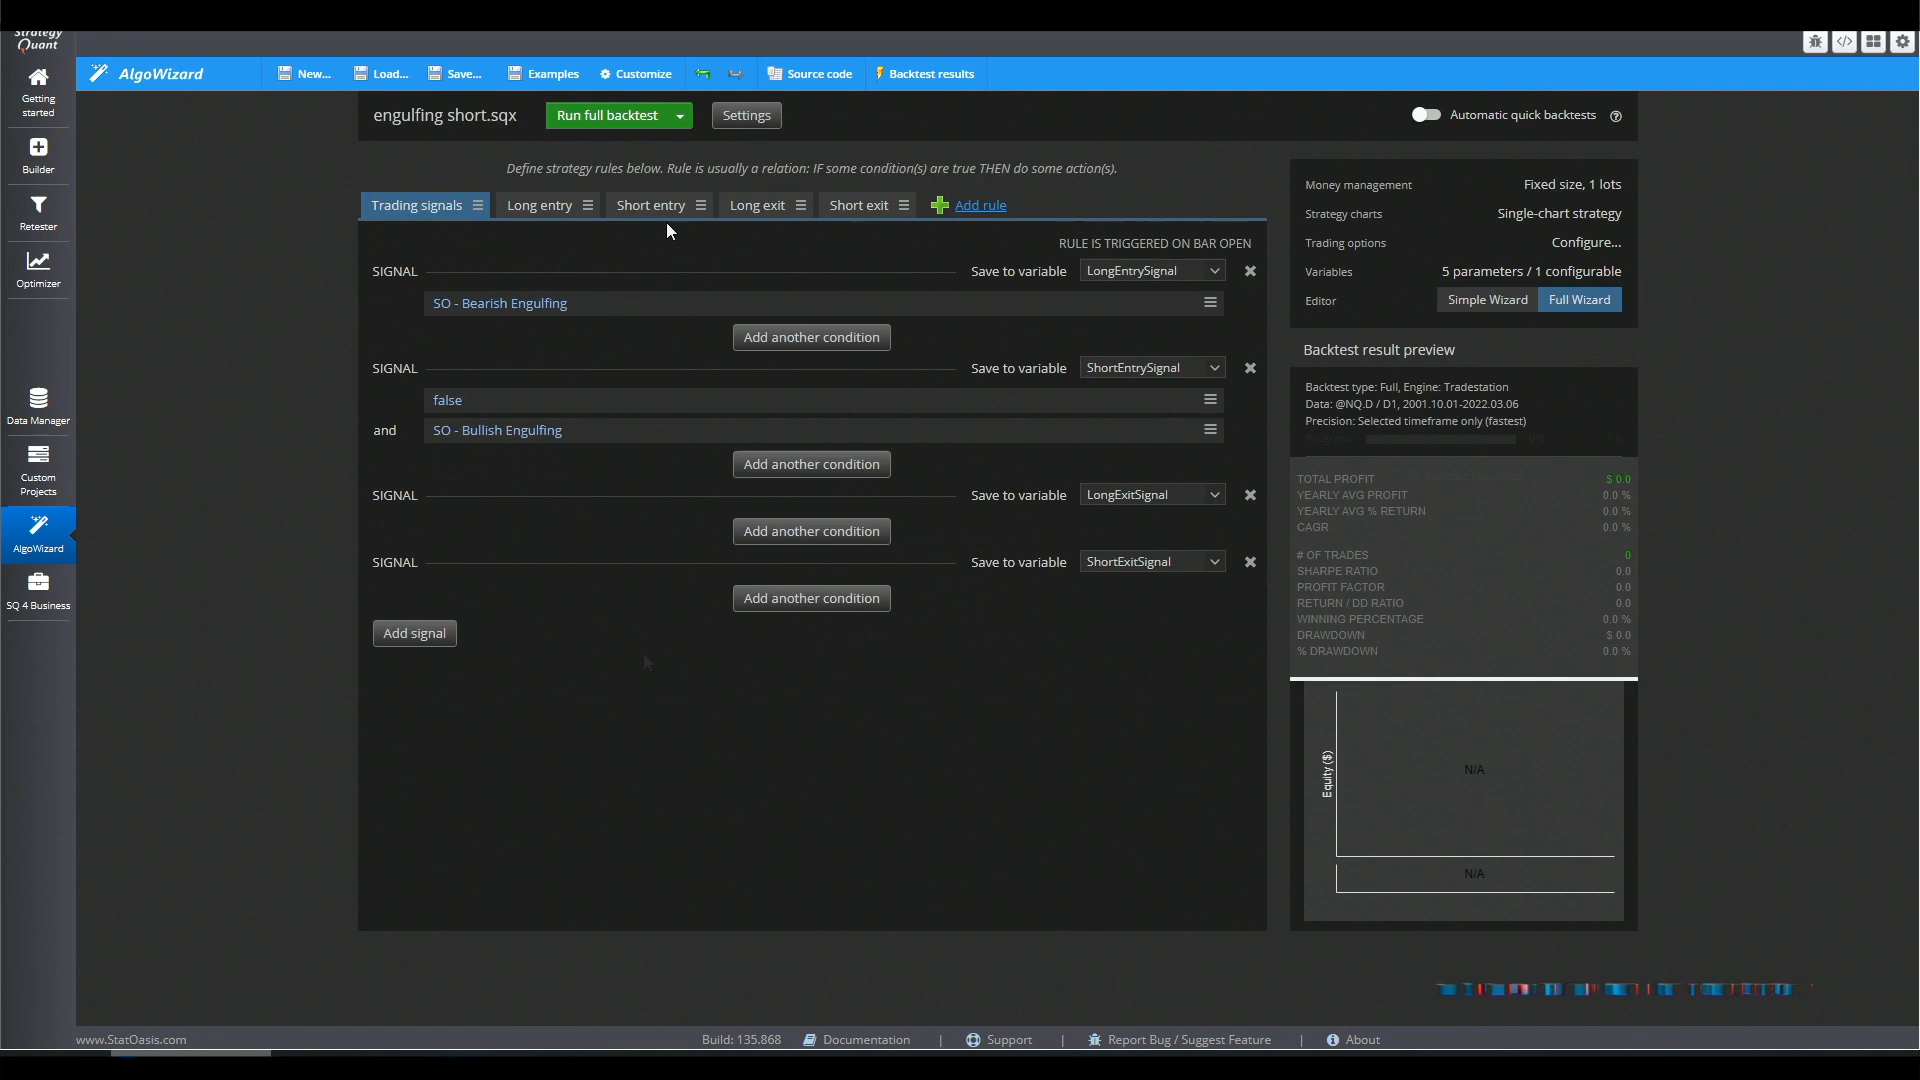 Strategy
Quant
AlgoWizard
New...
Load...
Save...
Examples
Customize
Source code
Backtest results
Getting
started
Builder
Retester
Optimizer
Data Manager
Custom
Projects
AlgoWizard
SQ 4 Business
engulfing short.sqx
Run full backtest
Settings
Automatic quick backtests
Define strategy rules below. Rule is usually a relation: IF some condition(s) are true THEN do some action(s).
Trading signals
Long entry
Short entry
Long exit
Short exit
Add rule
RULE IS TRIGGERED ON BAR OPEN
SIGNAL Save to variable LongEntrySignal
SO - Bearish Engulfing
Add another condition
SIGNAL Save to variable ShortEntrySignal
false
and SO - Bullish Engulfing
Add another condition
SIGNAL Save to variable LongExitSignal
Add another condition
SIGNAL Save to variable ShortExitSignal
Add another condition
Add signal
Money management Fixed size, 1 lots
Strategy charts Single-chart strategy
Trading options Configure...
Variables 5 parameters / 1 configurable
Editor Simple Wizard Full Wizard
Backtest result preview
Backtest type: Full, Engine: Tradestation
Data: @NQ.D / D1, 2001.10.01-2022.03.06
Precision: Selected timeframe only (fastest)
Progress: 0%
TOTAL PROFIT $ 0.0
YEARLY AVG PROFIT 0.0 %
YEARLY AVG % RETURN 0.0 %
CAGR 0.0 %
# OF TRADES 0
SHARPE RATIO 0.0
PROFIT FACTOR 0.0
RETURN / DD RATIO 0.0
WINNING PERCENTAGE 0.0 %
DRAWDOWN $ 0.0
% DRAWDOWN 0.0 %
Equity ($)
N/A
N/A
www.StatOasis.com
Build: 135.868
Documentation
|
Support
|
Report Bug / Suggest Feature
|
About